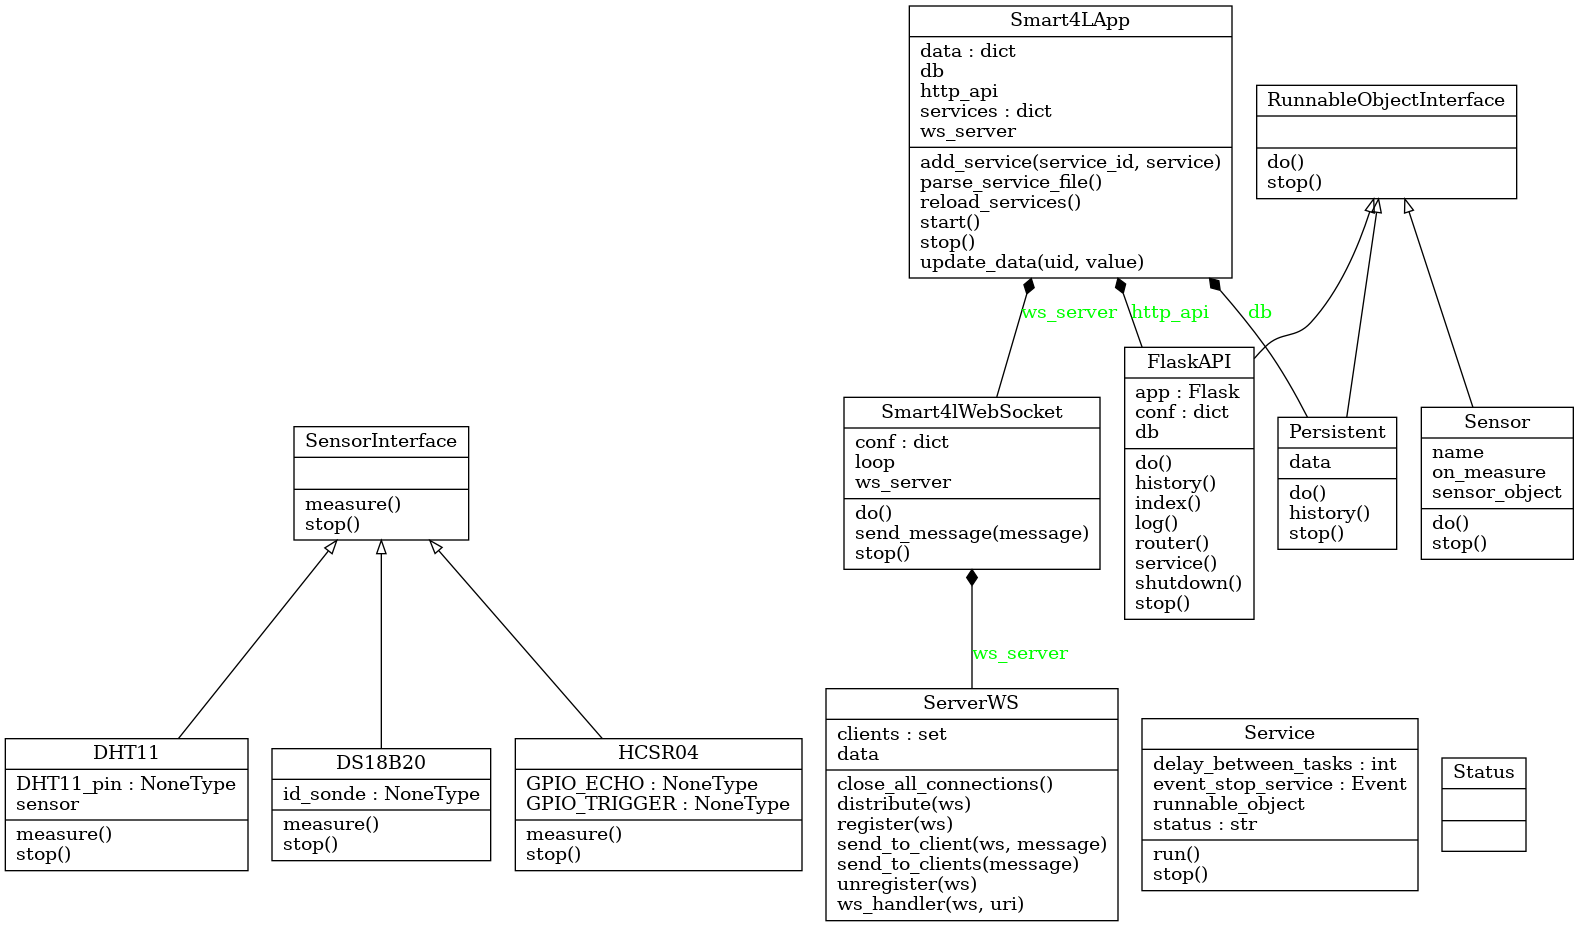 Smart4LApp
data : dict
db
http_api
services : dict
ws_server
add_service(service_id, service)
parse_service_file()
reload_services()
start()
stop()
update_data(uid, value)
RunnableObjectInterface
do()
stop()
ws_server
http_api
db
SensorInterface
measure()
stop()
Smart4lWebSocket
conf : dict
loop
ws_server
do()
send_message(message)
stop()
FlaskAPI
app : Flask
conf : dict
db
do()
history()
index()
log()
router()
service()
shutdown()
stop()
Persistent
data
do()
history()
stop()
Sensor
name
on_measure
sensor_object
do()
stop()
ws_server
DHT11
DHT11_pin : NoneType
sensor
measure()
stop()
DS18B20
id_sonde : NoneType
measure()
stop()
HCSR04
GPIO_ECHO : NoneType
GPIO_TRIGGER : NoneType
measure()
stop()
ServerWS
clients : set
data
close_all_connections()
distribute(ws)
register(ws)
send_to_client(ws, message)
send_to_clients(message)
unregister(ws)
ws_handler(ws, uri)
Service
delay_between_tasks : int
event_stop_service : Event
runnable_object
status : str
run()
stop()
Status